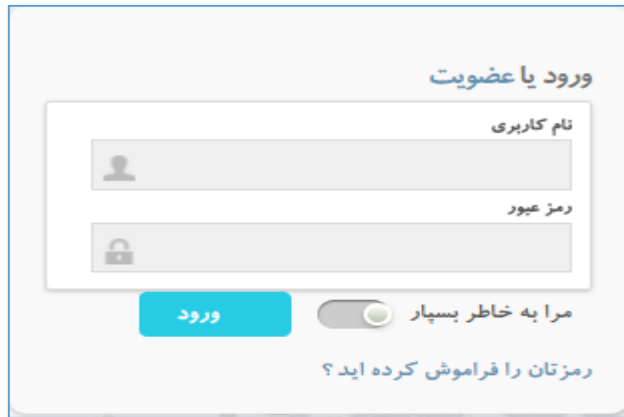 ورود یا عضویت
نام کاربری
رمز عبور
مرا به خاطر بسپار ورود
رمزتان را فراموش کرده اید ؟